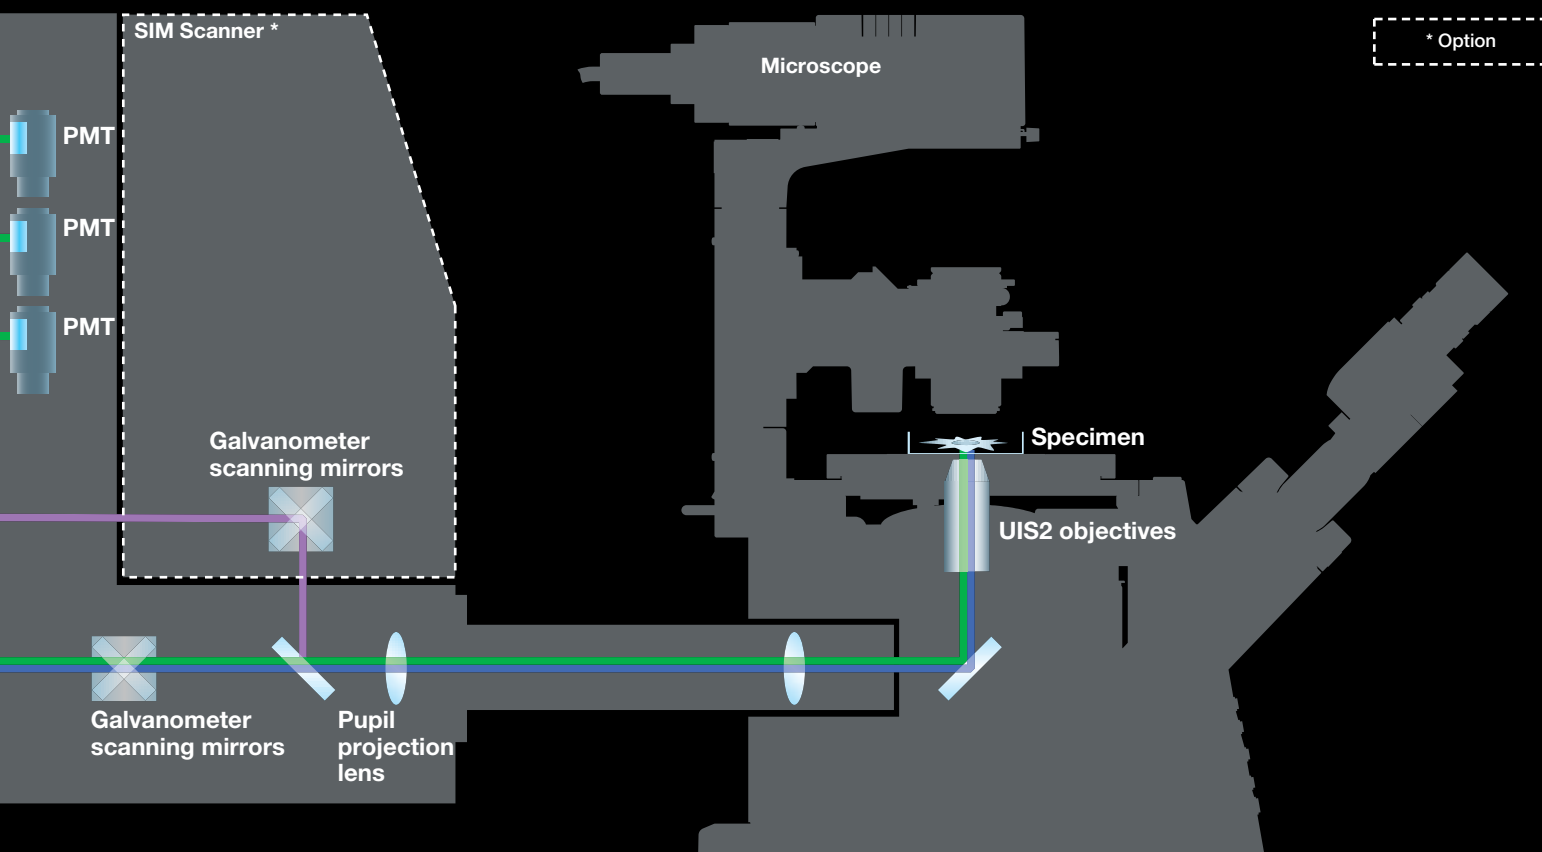 SIM Scanner *
* Option
Microscope
PMT
PMT
PMT
Galvanometer
scanning mirrors
Specimen
UIS2 objectives
Galvanometer
scanning mirrors
Pupil
projection
lens